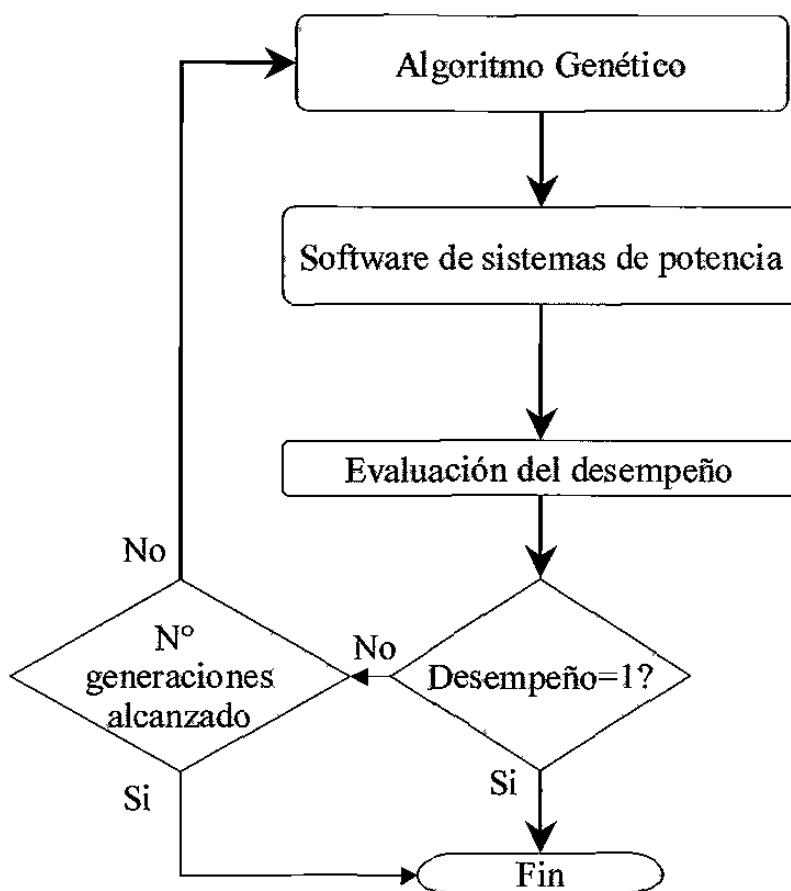 Algoritmo Genético
Software de sistemas de potencia
Evaluación del desempeño
No
N°
generaciones
alcanzado
No
Desempeño=1?
Si
Si
Fin